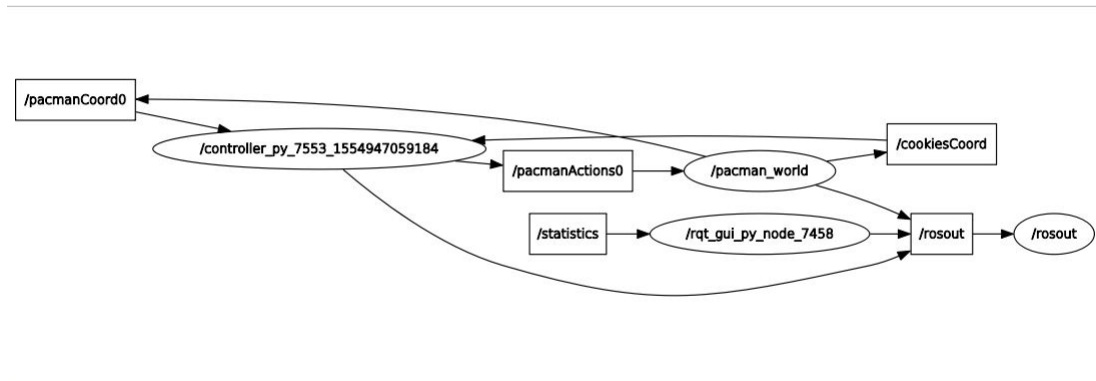 /pacmanCoord0
/controller_py_7553_1554947059184
/cookiesCoord
/pacmanActions0
/pacman_world
/statistics
/rqt_gui_py_node_7458
/rosout
/rosout